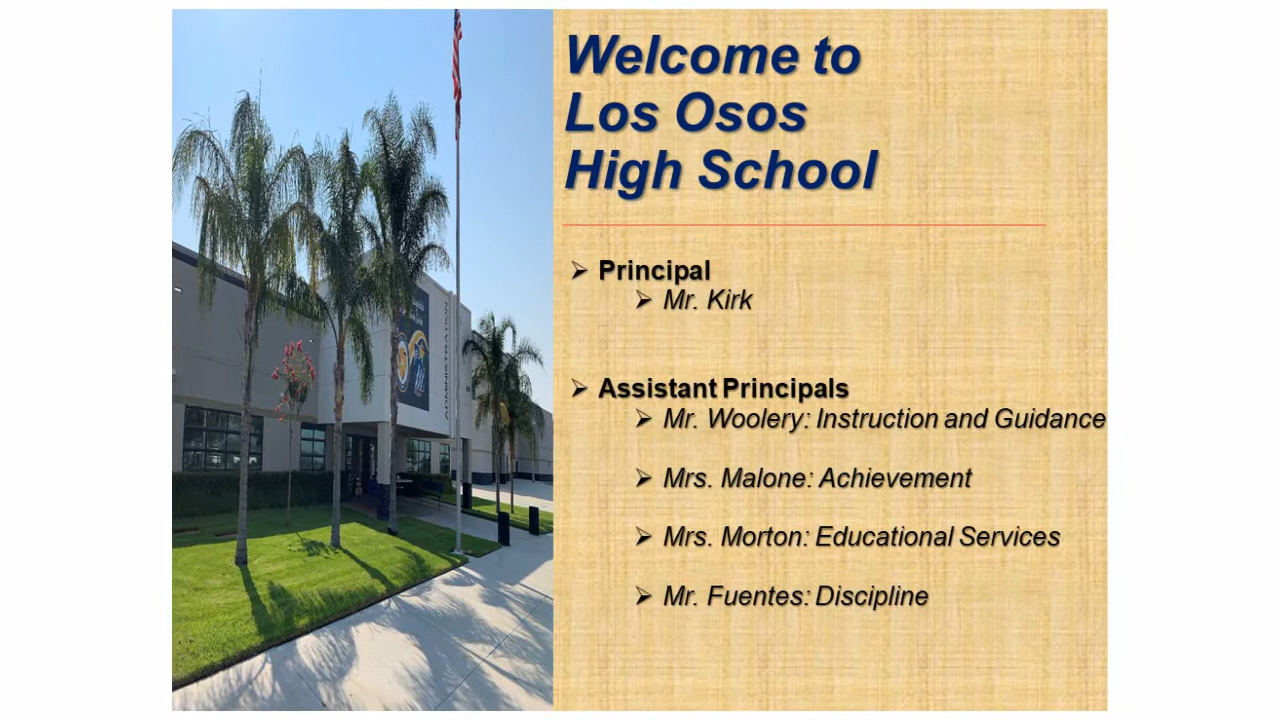 Welcome to
Los Osos
High School
Principal
Mr. Kirk
Assistant Principals
Mr. Woolery: Instruction and Guidance
Mrs. Malone: Achievement
Mrs. Morton: Educational Services
Mr. Fuentes: Discipline
ADMINISTRATION